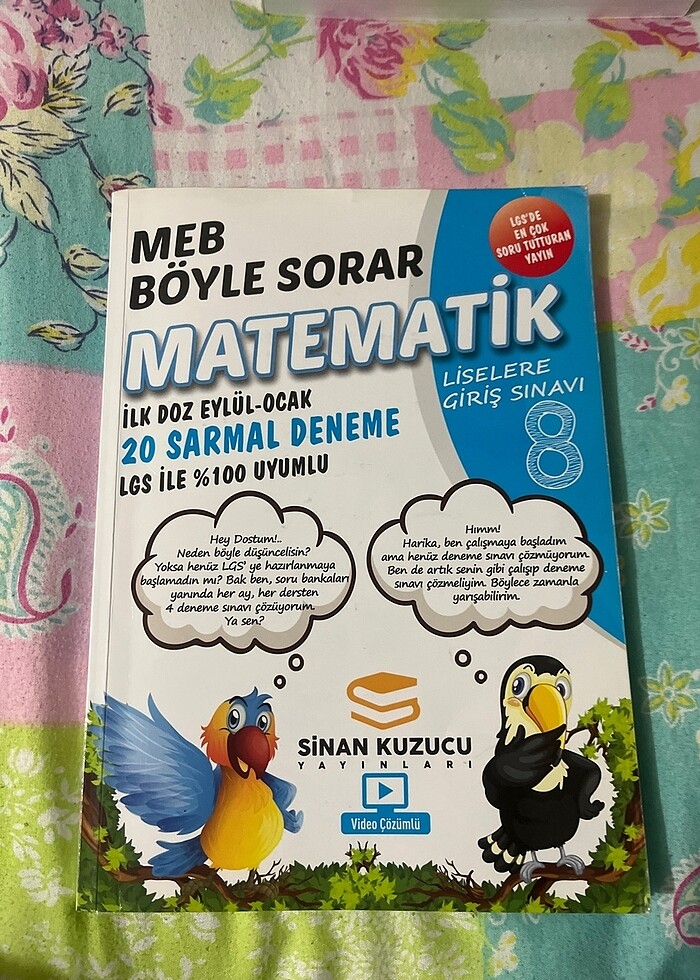 MEB
BÖYLE SORAR
MATEMATİK
LGS'DE
EN ÇOK
SORU TUTTURAN
YAYIN
LİSELERE
GİRİŞ SINAVI
8
İLK DOZ EYLÜL-OCAK
20 SARMAL DENEME
LGS İLE %100 UYUMLU
Hey Dostum!..
Neden böyle düşüncelisin?
Yoksa henüz LGS' ye hazırlanmaya
başlamadın mı? Bak ben, soru bankaları
yanında her ay, her dersten
4 deneme sınavı çözüyorum.
Ya sen?
Hımm!
Harika, ben çalışmaya başladım
ama henüz deneme sınavı çözmüyorum.
Ben de artık senin gibi çalışıp deneme
sınavı çözmeliyim. Böylece zamanla
yarışabilirim.
SİNAN KUZUCU
YAYINLARI
Video Çözümlü